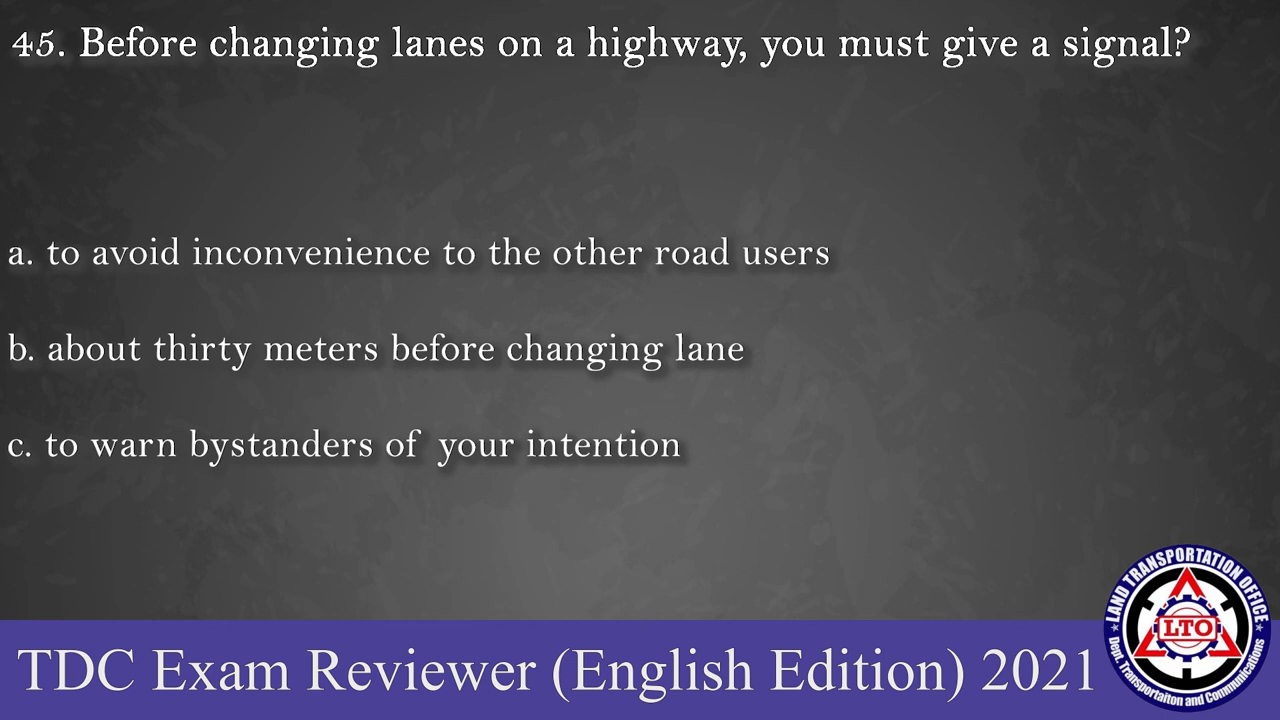 45. Before changing lanes on a highway, you must give a signal?
a. to avoid inconvenience to the other road users
b. about thirty meters before changing lane
c. to warn bystanders of your intention
LAND TRANSPORTATION OFFICE
LTO
Dept. Transportaiton and Communications
TDC Exam Reviewer (English Edition) 2021